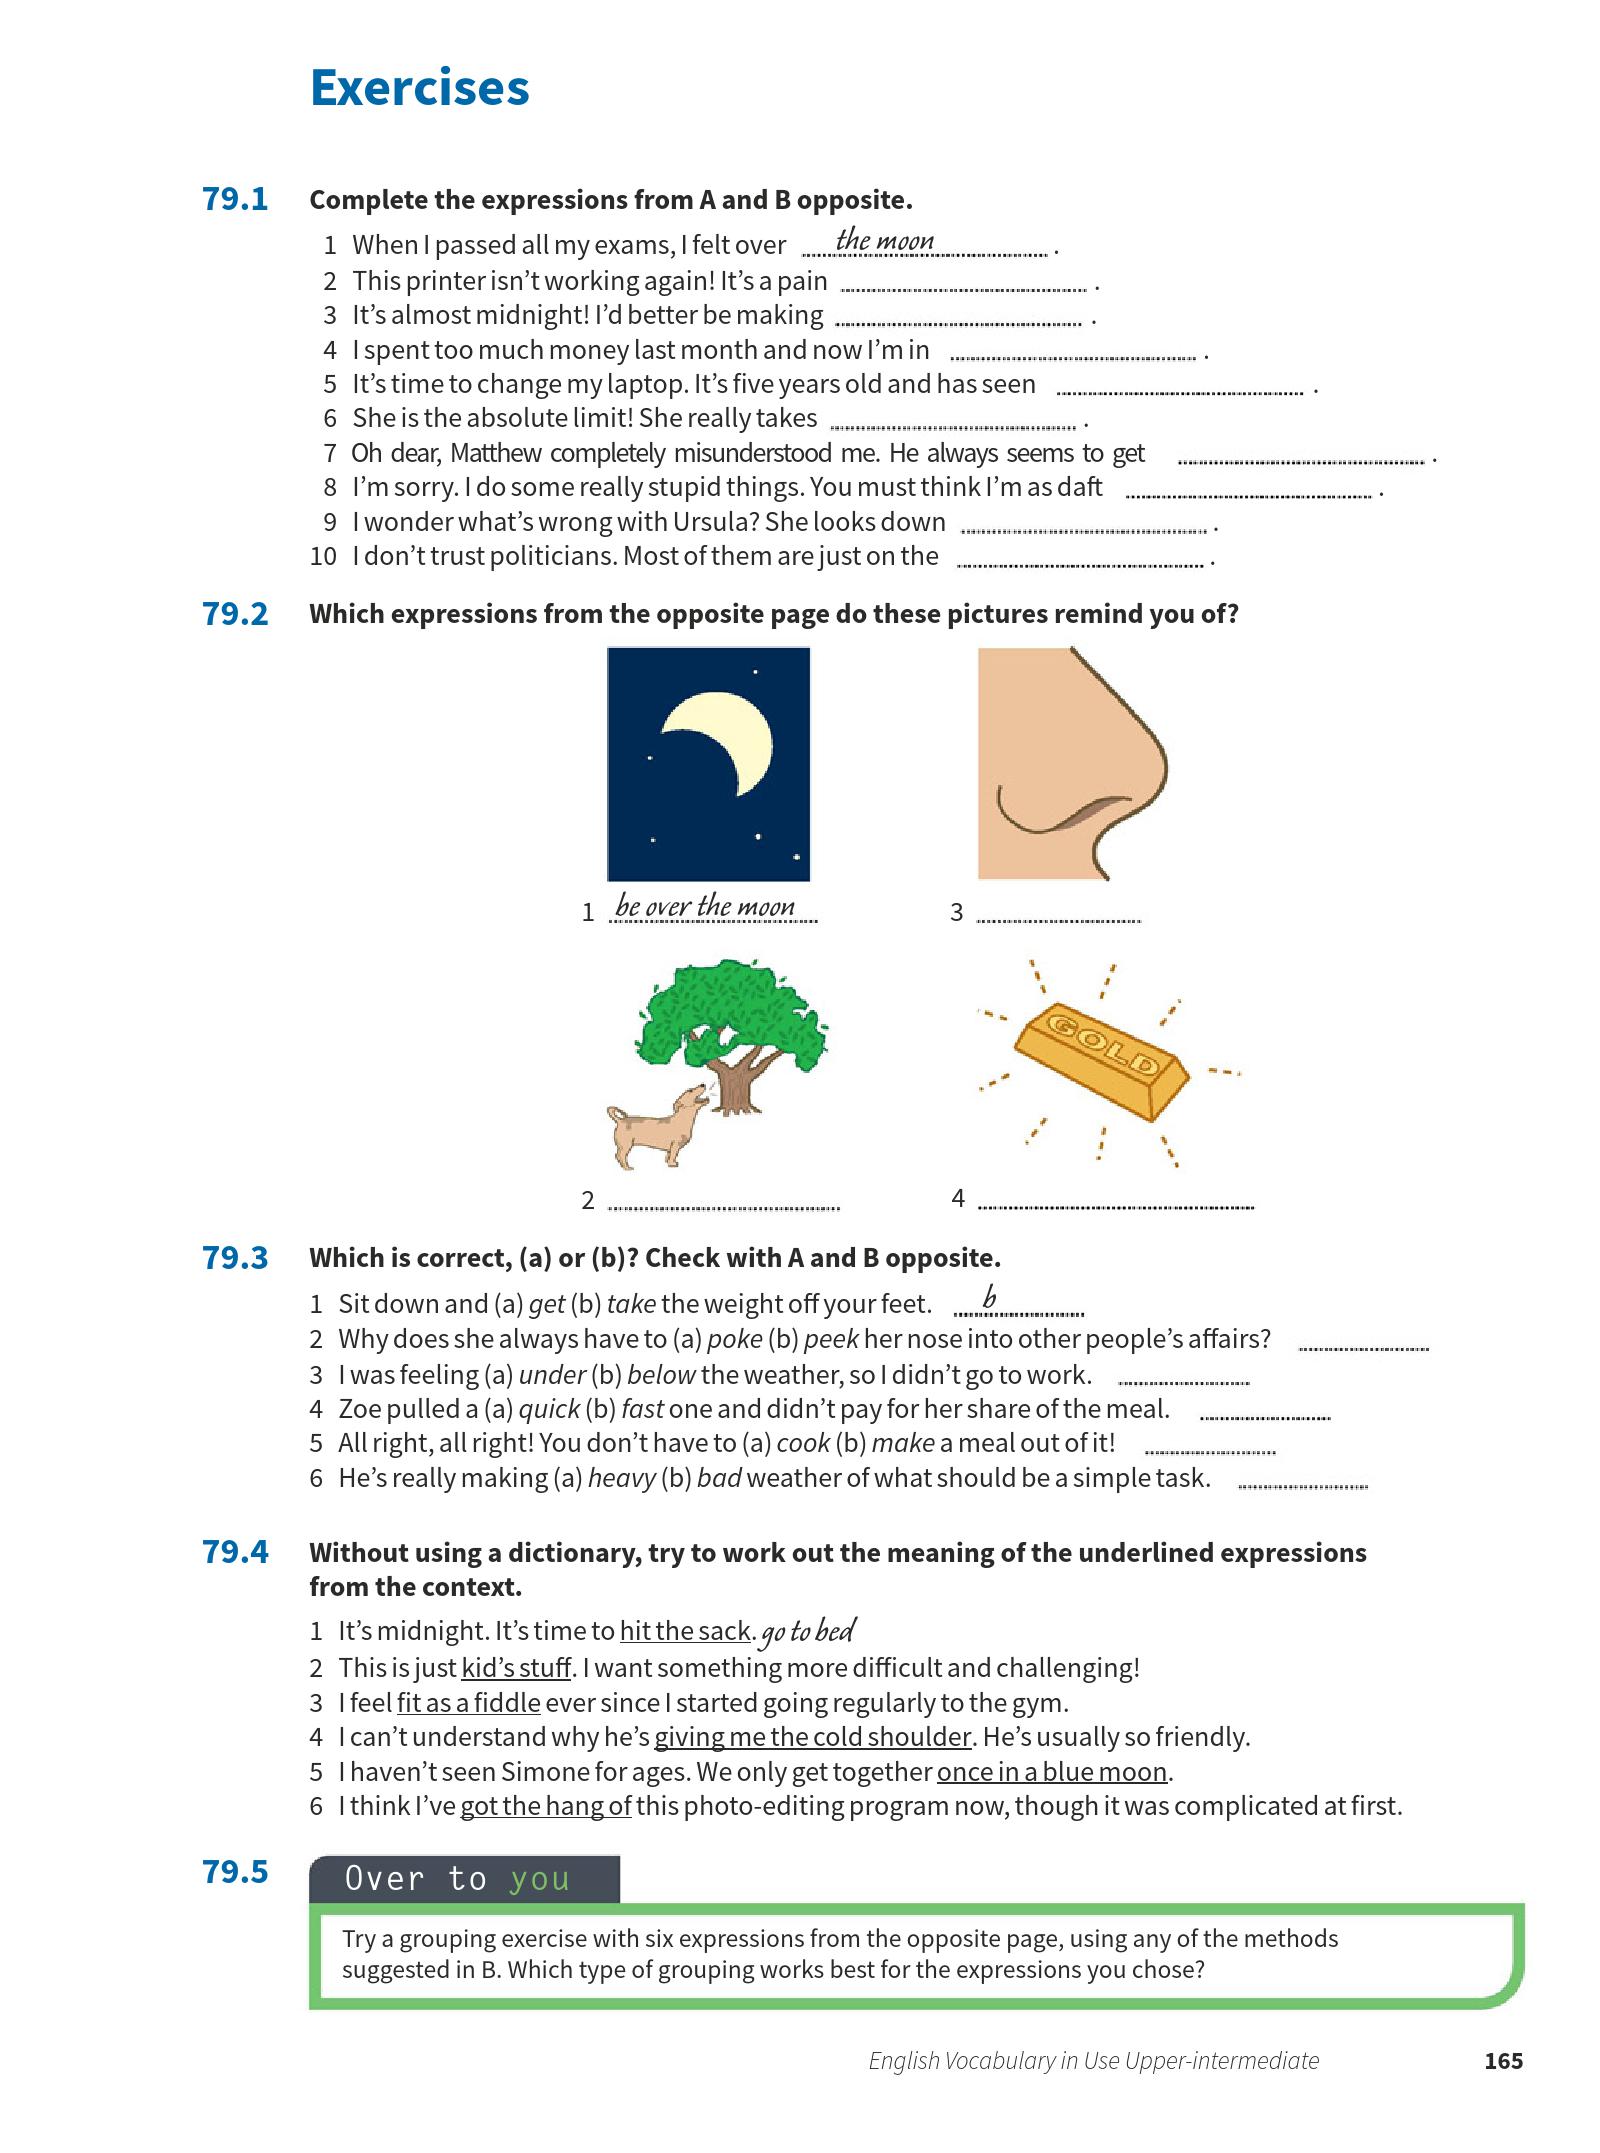 Exercises
79.1 Complete the expressions from A and B opposite.
1 When I passed all my exams, I felt over the moon .
2 This printer isn't working again! It's a pain .
3 It's almost midnight! I'd better be making .
4 I spent too much money last month and now I'm in .
5 It's time to change my laptop. It's five years old and has seen .
6 She is the absolute limit! She really takes .
7 Oh dear, Matthew completely misunderstood me. He always seems to get .
8 I'm sorry. I do some really stupid things. You must think I'm as daft .
9 I wonder what's wrong with Ursula? She looks down .
10 I don't trust politicians. Most of them are just on the .
79.2 Which expressions from the opposite page do these pictures remind you of?
1 be over the moon
3
GOLD
2
4
79.3 Which is correct, (a) or (b)? Check with A and B opposite.
1 Sit down and (a) get (b) take the weight off your feet. b
2 Why does she always have to (a) poke (b) peek her nose into other people's affairs?
3 I was feeling (a) under (b) below the weather, so I didn't go to work.
4 Zoe pulled a (a) quick (b) fast one and didn't pay for her share of the meal.
5 All right, all right! You don't have to (a) cook (b) make a meal out of it!
6 He's really making (a) heavy (b) bad weather of what should be a simple task.
79.4 Without using a dictionary, try to work out the meaning of the underlined expressions
from the context.
1 It's midnight. It's time to hit the sack. go to bed
2 This is just kid's stuff. I want something more difficult and challenging!
3 I feel fit as a fiddle ever since I started going regularly to the gym.
4 I can't understand why he's giving me the cold shoulder. He's usually so friendly.
5 I haven't seen Simone for ages. We only get together once in a blue moon.
6 I think I've got the hang of this photo-editing program now, though it was complicated at first.
79.5 Over to you
Try a grouping exercise with six expressions from the opposite page, using any of the methods
suggested in B. Which type of grouping works best for the expressions you chose?
English Vocabulary in Use Upper-intermediate 165